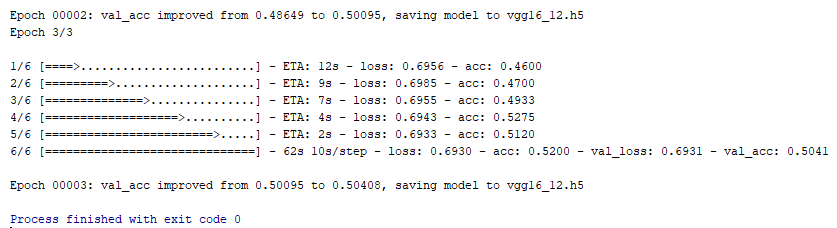 Epoch 00002: val_acc improved from 0.48649 to 0.50095, saving model to vgg16_12.h5
Epoch 3/3
1/6 [====>.........................] - ETA: 12s - loss: 0.6956 - acc: 0.4600
2/6 [=========>....................] - ETA: 9s - loss: 0.6985 - acc: 0.4700
3/6 [==============>...............] - ETA: 7s - loss: 0.6955 - acc: 0.4933
4/6 [===================>..........] - ETA: 4s - loss: 0.6943 - acc: 0.5275
5/6 [========================>.....] - ETA: 2s - loss: 0.6933 - acc: 0.5120
6/6 [==============================] - 62s 10s/step - loss: 0.6930 - acc: 0.5200 - val_loss: 0.6931 - val_acc: 0.5041
Epoch 00003: val_acc improved from 0.50095 to 0.50408, saving model to vgg16_12.h5
Process finished with exit code 0